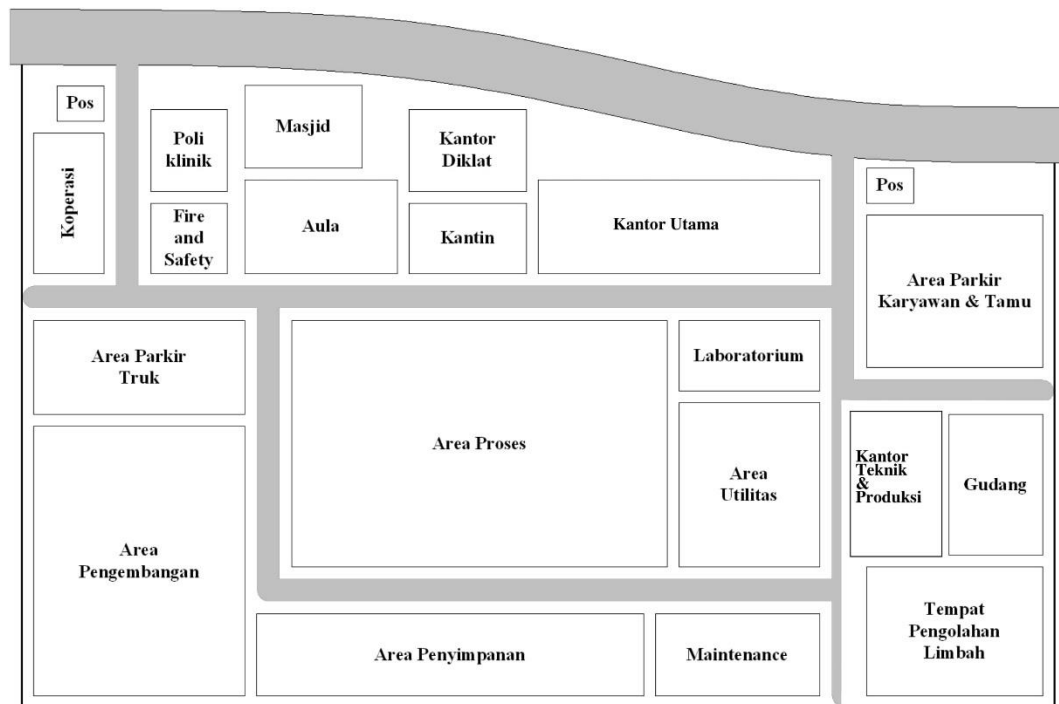 Pos
Koperasi
Poli
klinik
Masjid
Kantor
Diklat
Fire
and
Safety
Aula
Kantin
Kantor Utama
Pos
Area Parkir
Karyawan & Tamu
Area Parkir
Truk
Area Proses
Laboratorium
Area
Utilitas
Kantor
Teknik
&
Produksi
Gudang
Area
Pengembangan
Area Penyimpanan
Maintenance
Tempat
Pengolahan
Limbah